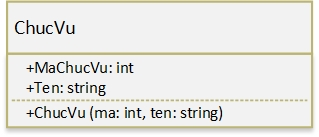 ChucVu
+MaChucVu: int
+Ten: string
+ChucVu (ma: int, ten: string)